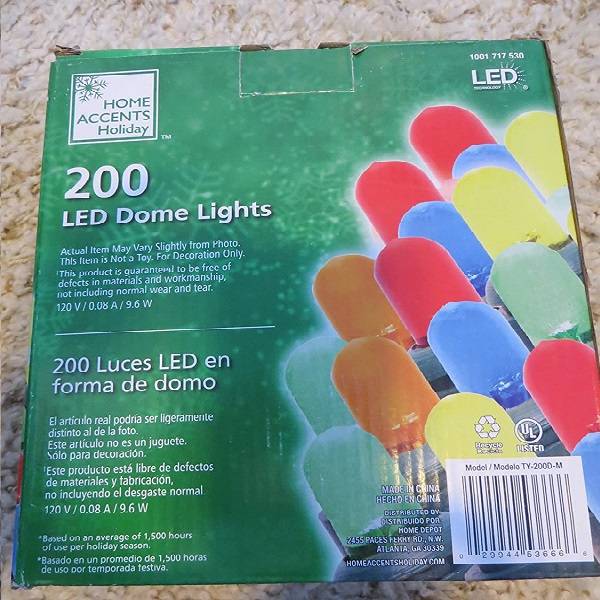 1001 717 530
LED
TECHNOLOGY
®
HOME
ACCENTS
Holiday
™
200
LED Dome Lights
Actual Item May Vary Slightly from Photo.
This Item is Not a Toy. For Decoration Only.
†This product is guaranteed to be free of
defects in materials and workmanship,
not including normal wear and tear.
120 V / 0.08 A / 9.6 W
200 Luces LED en
forma de domo
El artículo real podría ser ligeramente
distinto al de la foto.
Este artículo no es un juguete.
Sólo para decoración.
†Este producto está libre de defectos
de materiales y fabricación,
no incluyendo el desgaste normal
120 V / 0.08 A / 9.6 W
*Based on an average of 1,500 hours
of use per holiday season.
*Basado en un promedio de 1,500 horas
de uso por temporada festiva.
Recycle
UL
LISTED
MADE IN CHINA
HECHO EN CHINA
DISTRIBUTED BY
DISTRIBUIDO POR
HOME DEPOT
2455 PACES FERRY RD., N.W.
ATLANTA, GA 30339
HOMEACCENTSHOLIDAY.COM
Model / Modelo TY-200D-M
0 29944 53666 6